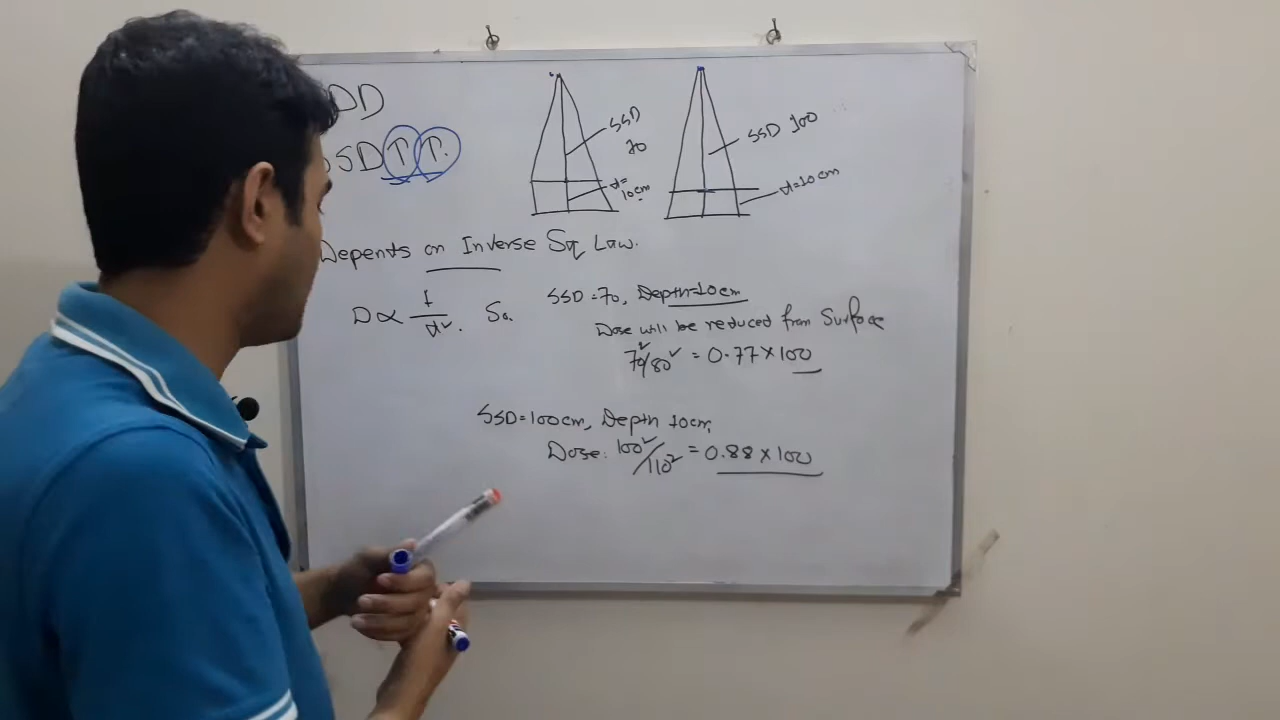 DD
SSD↑↑.
SSD
70
d=
10cm
SSD 100
d=10cm
Depends on Inverse Sq Law.
D∝ 1/d². So.
SSD=70, Depth=10cm
Dose will be reduced from Surface
70²/80² = 0.77×100
SSD=100cm, Depth 10cm,
Dose: 100²/110² = 0.88×100